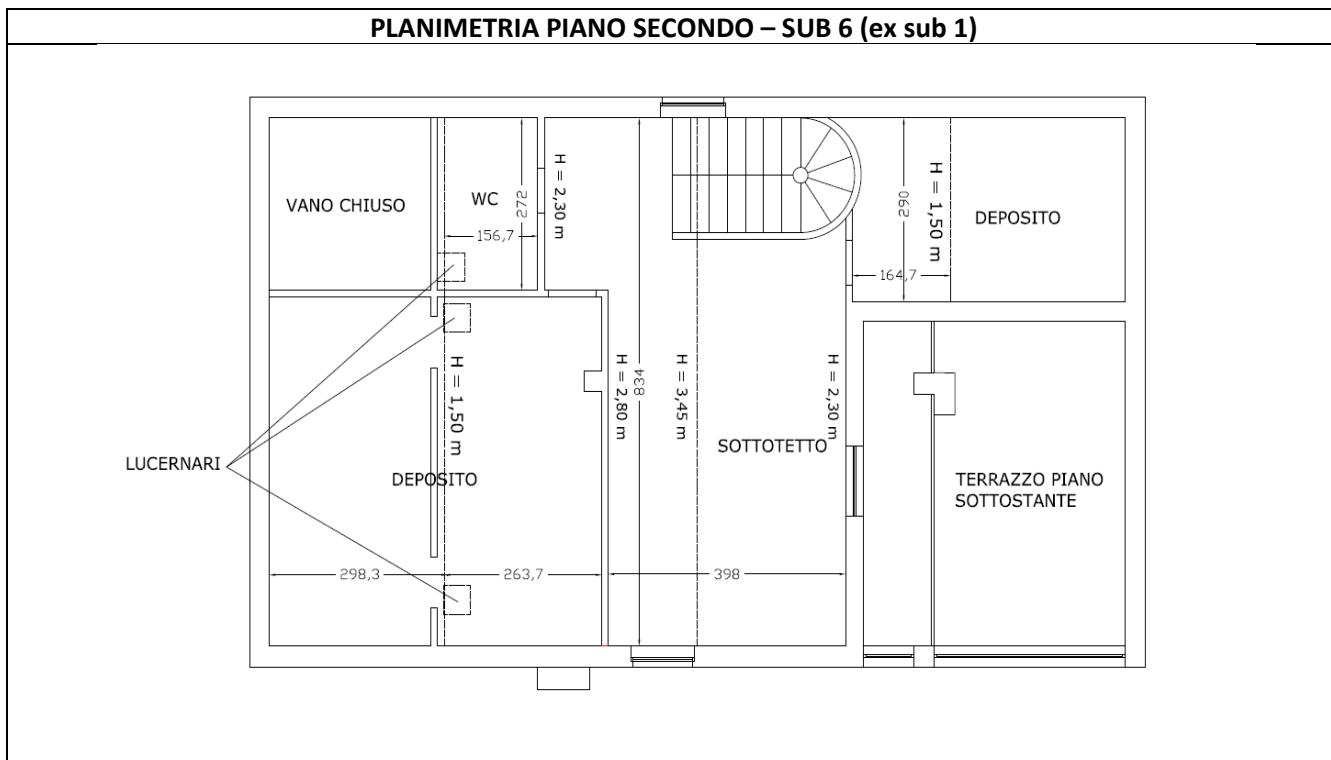 PLANIMETRIA PIANO SECONDO – SUB 6 (ex sub 1)
VANO CHIUSO
WC
272
156,7
H = 2,30 m
290
H = 1,50 m
164,7
DEPOSITO
H = 1,50 m
H = 2,80 m
834
H = 3,45 m
H = 2,30 m
SOTTOTETTO
LUCERNARI
DEPOSITO
TERRAZZO PIANO
SOTTOSTANTE
298,3
263,7
398